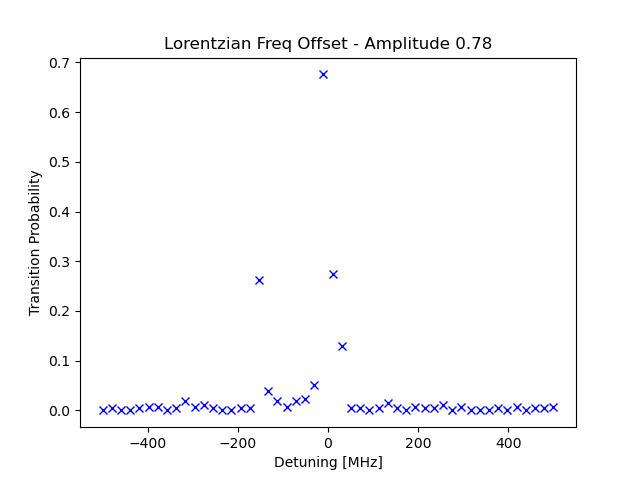 Lorentzian Freq Offset - Amplitude 0.78
0.7
0.6
0.5
0.4
0.3
0.2
0.1
0.0
Transition Probability
−400 −200 0 200 400
Detuning [MHz]